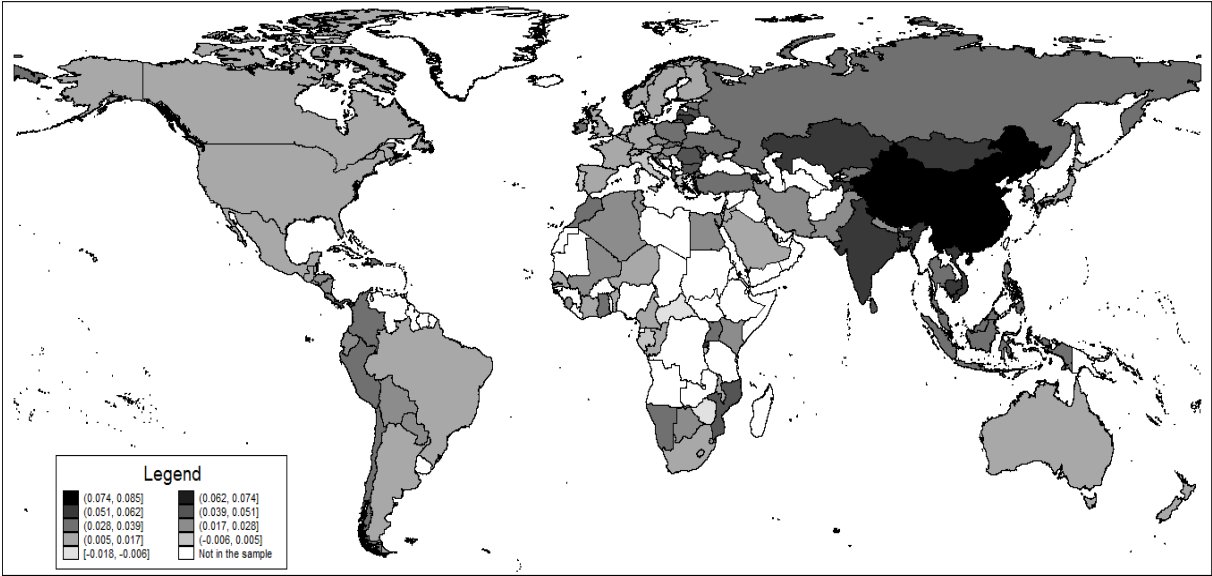 Legend
(0.074, 0.085] (0.062, 0.074]
(0.051, 0.062] (0.039, 0.051]
(0.028, 0.039] (0.017, 0.028]
(0.005, 0.017] (-0.006, 0.005]
[-0.018, -0.006] Not in the sample